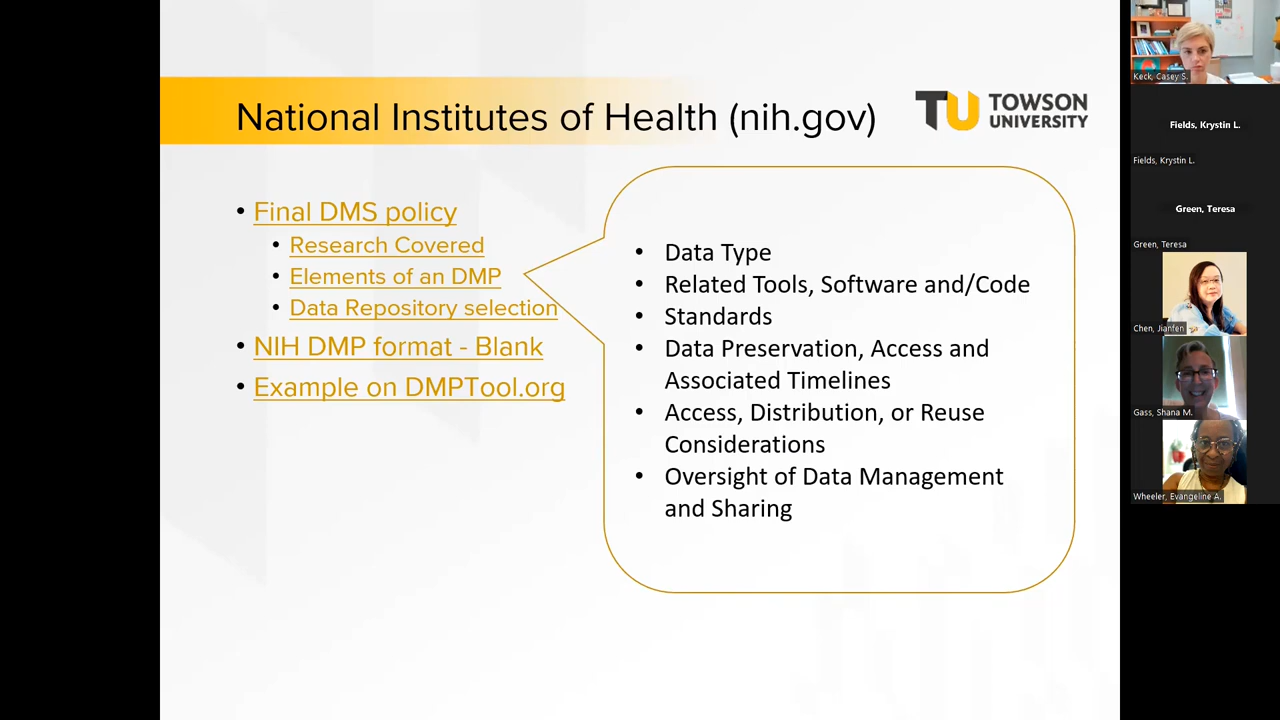 National Institutes of Health (nih.gov)
TU TOWSON
UNIVERSITY
• Final DMS policy
• Research Covered
• Elements of an DMP
• Data Repository selection
• NIH DMP format - Blank
• Example on DMPTool.org
• Data Type
• Related Tools, Software and/Code
• Standards
• Data Preservation, Access and
Associated Timelines
• Access, Distribution, or Reuse
Considerations
• Oversight of Data Management
and Sharing
Keck, Casey S.
Fields, Krystin L.
Fields, Krystin L.
Green, Teresa
Green, Teresa
Chen, Jianfen
Gass, Shana M.
Wheeler, Evangeline A.